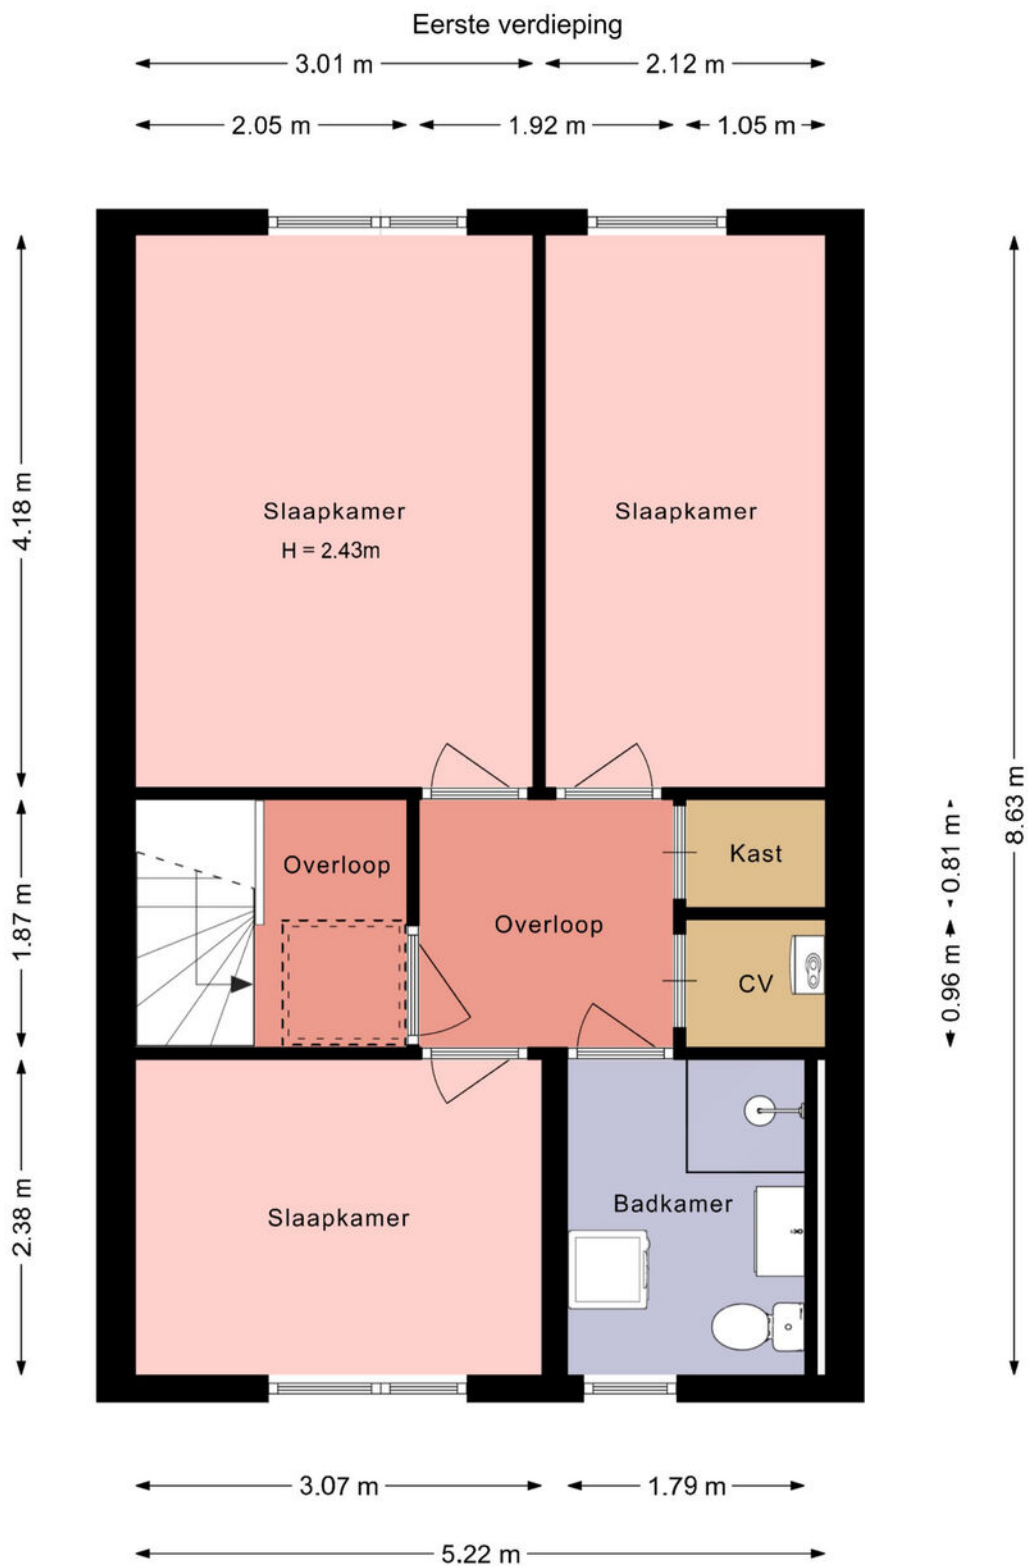 Eerste verdieping
3.01 m 2.12 m
2.05 m 1.92 m 1.05 m
4.18 m
Slaapkamer Slaapkamer
H = 2.43m
8.63 m
1.87 m
Overloop
Kast
0.81 m
Overloop
CV
0.96 m
2.38 m
Slaapkamer
Badkamer
3.07 m 1.79 m
5.22 m